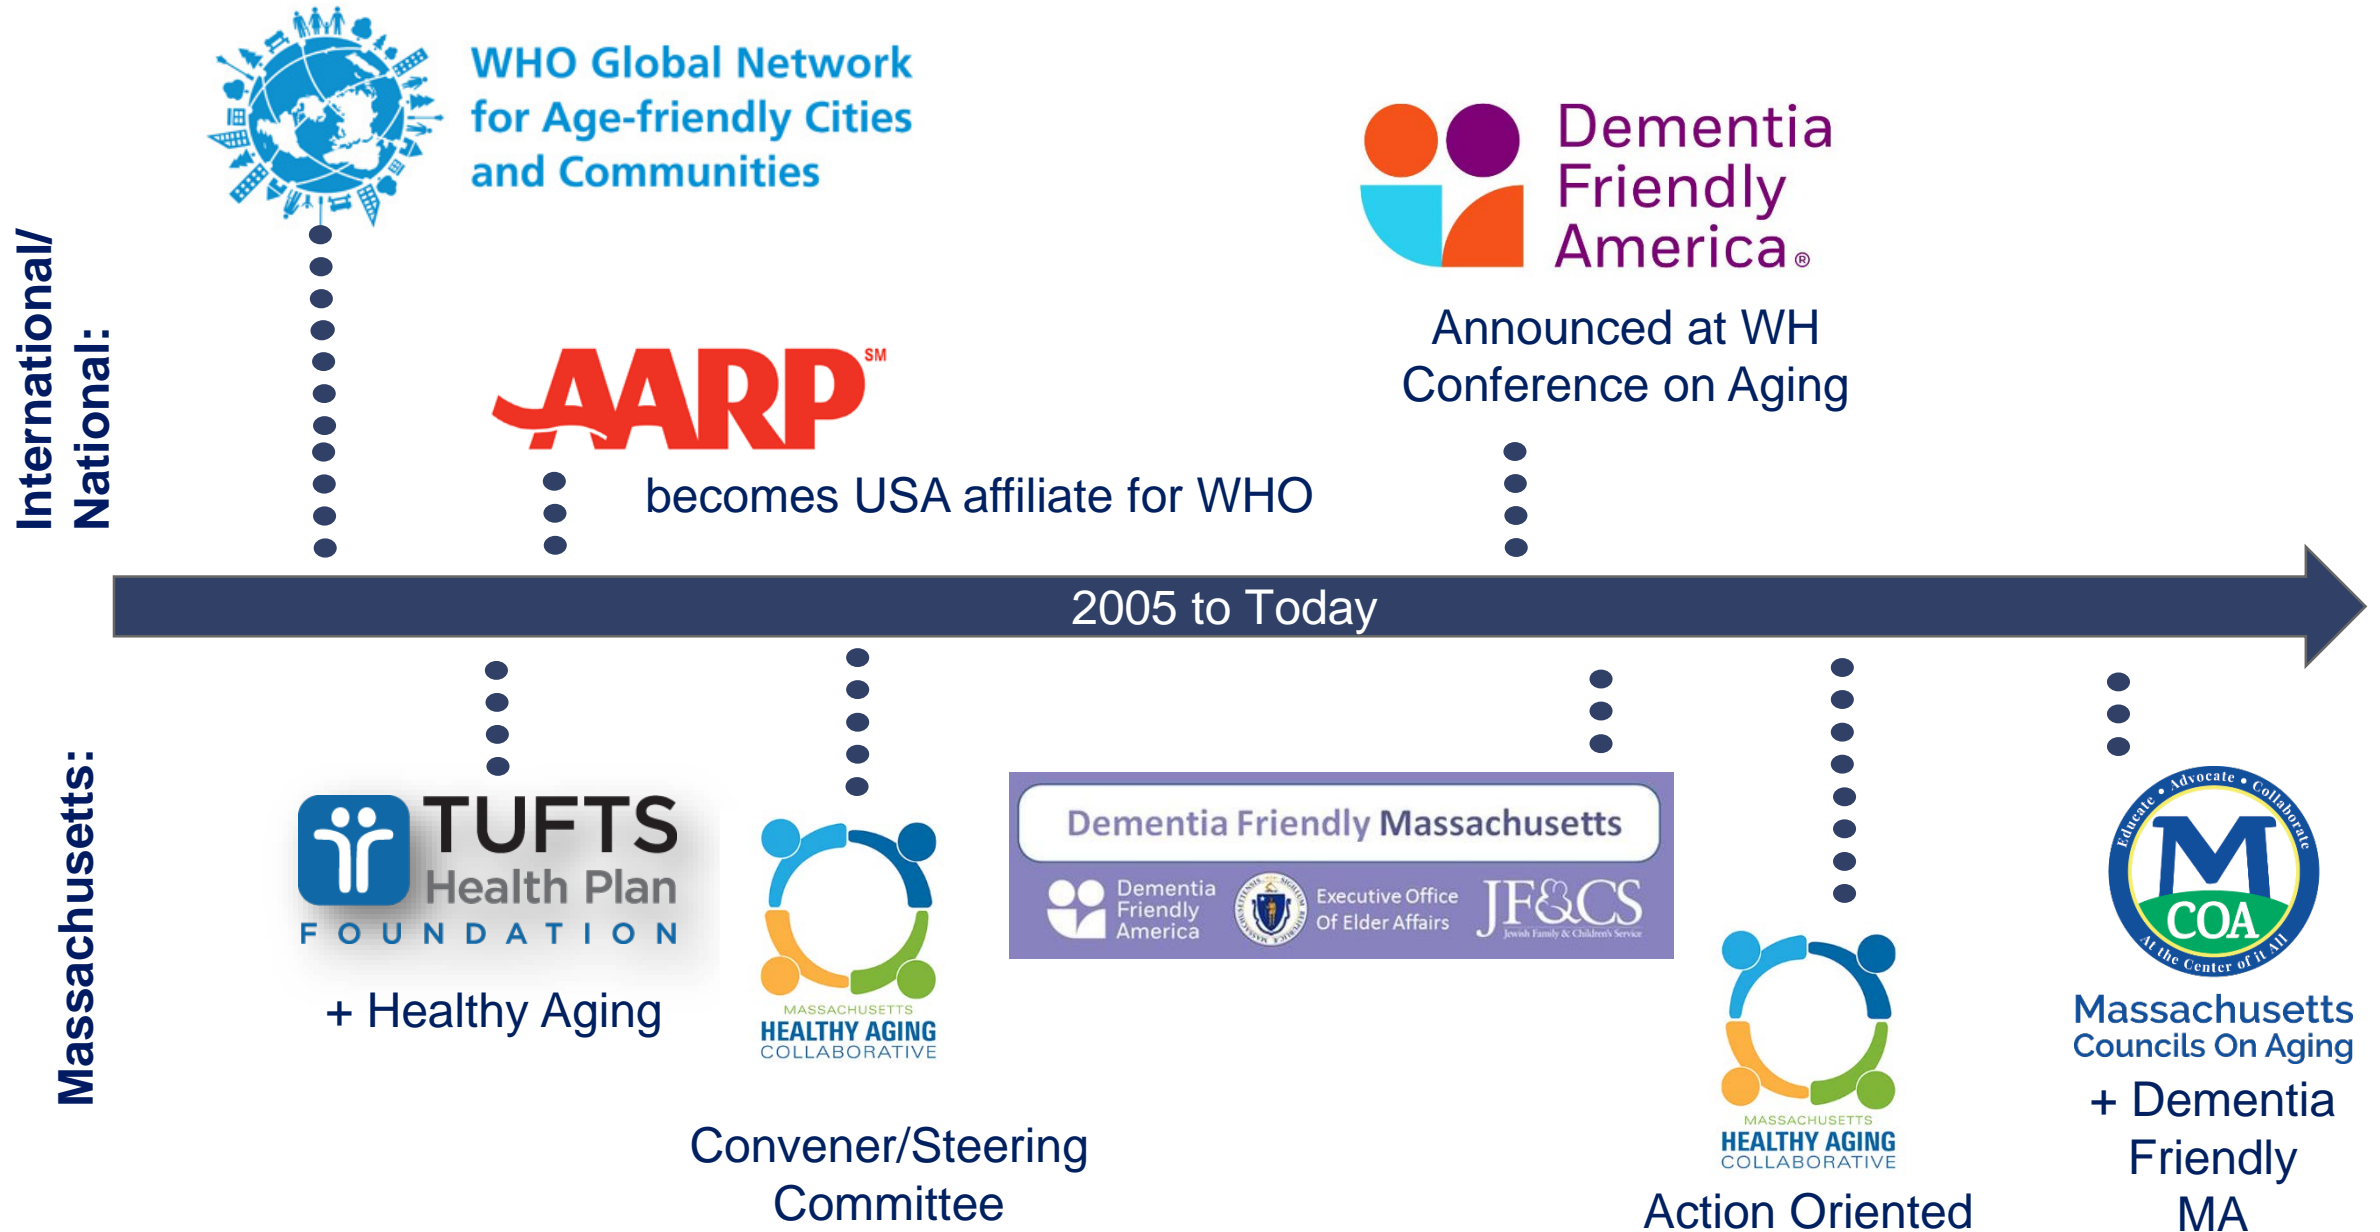 WHO Global Network
for Age-friendly Cities
and Communities
Dementia
Friendly
America®
Announced at WH
Conference on Aging
International/
National:
AARP℠
becomes USA affiliate for WHO
2005 to Today
Massachusetts:
TUFTS
Health Plan
FOUNDATION
+ Healthy Aging
MASSACHUSETTS
HEALTHY AGING
COLLABORATIVE
Convener/Steering
Committee
Dementia Friendly Massachusetts
Dementia
Friendly
America
Executive Office
Of Elder Affairs
JF&CS
Jewish Family & Children's Service
MASSACHUSETTS
HEALTHY AGING
COLLABORATIVE
Action Oriented
Educate • Advocate • Collaborate
M
COA
At the Center of it All
Massachusetts
Councils On Aging
+ Dementia
Friendly
MA